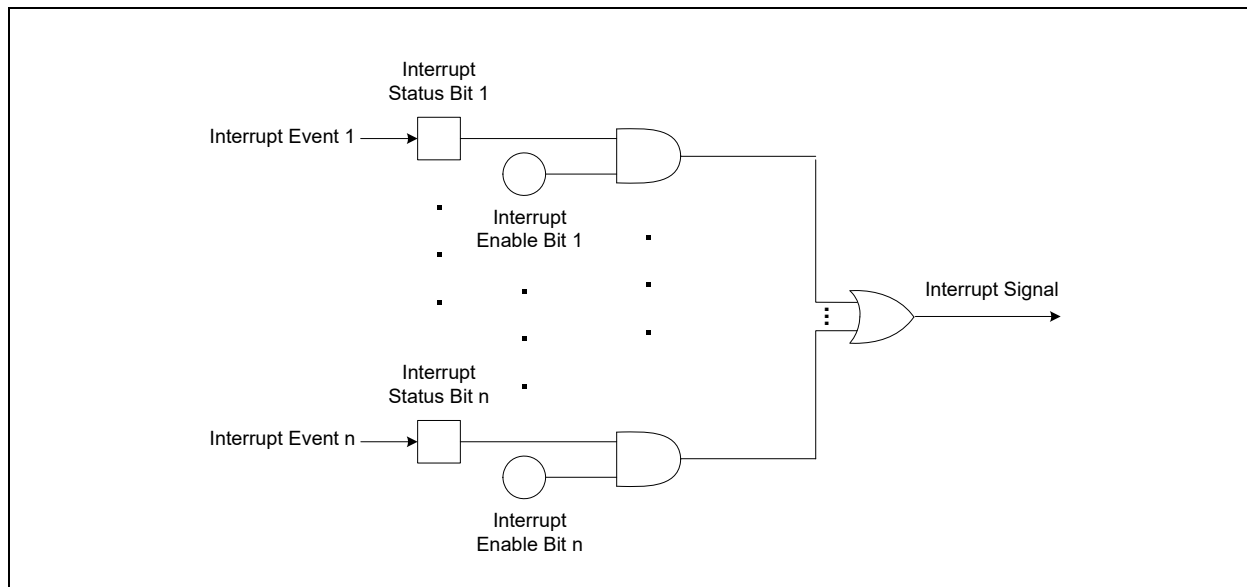 Interrupt
Status Bit 1
Interrupt Event 1
Interrupt
Enable Bit 1
Interrupt Signal
Interrupt
Status Bit n
Interrupt Event n
Interrupt
Enable Bit n